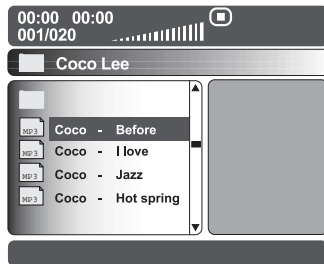 00:00 00:00
001/020
Coco Lee
MP3 Coco - Before
MP3 Coco - I love
MP3 Coco - Jazz
MP3 Coco - Hot spring